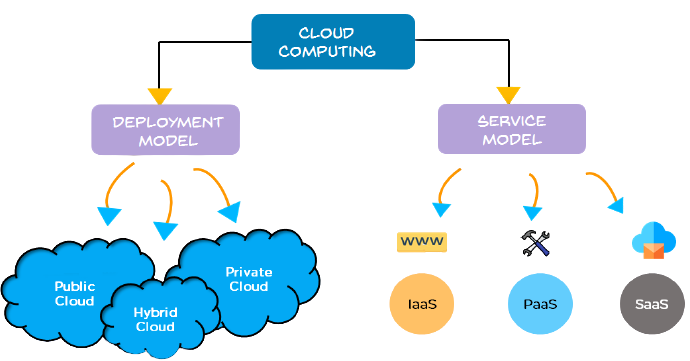 CLOUD
COMPUTING
DEPLOYMENT
MODEL
SERVICE
MODEL
Public
Cloud
Hybrid
Cloud
Private
Cloud
WWW
IaaS
PaaS
SaaS